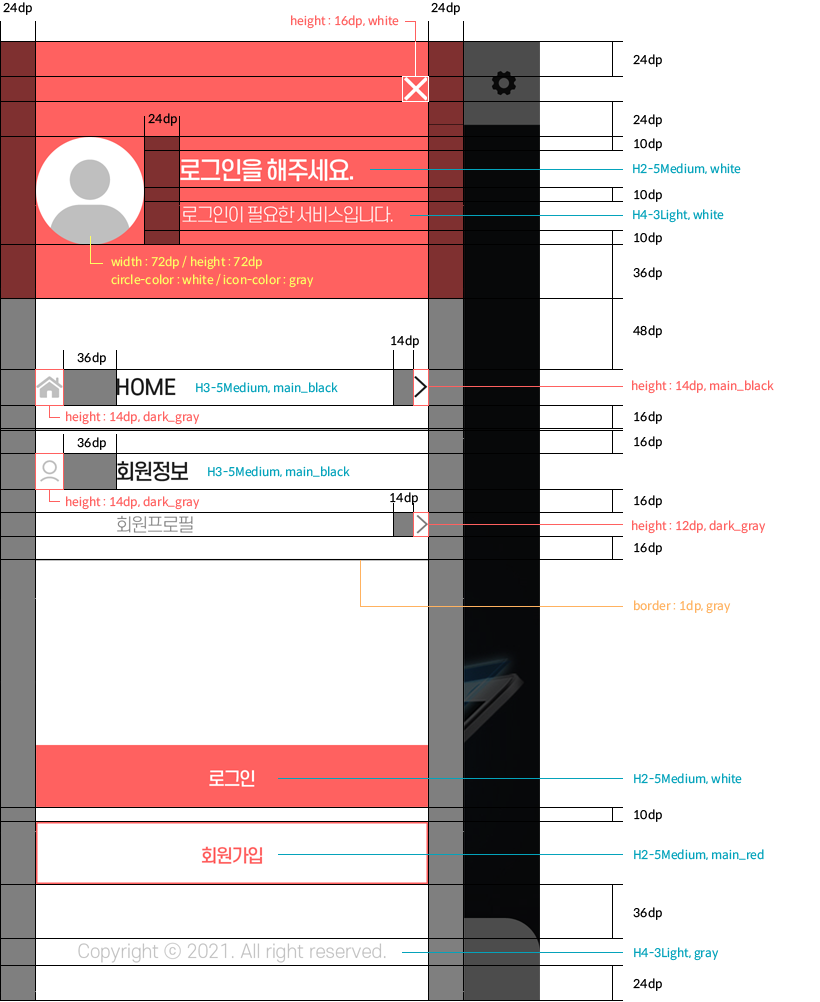 24dp
24dp
height : 16dp, white
24dp
24dp
24dp
10dp
로그인을 해주세요.
H2-5Medium, white
10dp
로그인이 필요한 서비스입니다.
H4-3Light, white
10dp
width : 72dp / height : 72dp
circle-color : white / icon-color : gray
36dp
48dp
14dp
36dp
HOME
H3-5Medium, main_black
height : 14dp, main_black
height : 14dp, dark_gray
16dp
36dp
16dp
회원정보
H3-5Medium, main_black
height : 14dp, dark_gray
14dp
16dp
회원프로필
height : 12dp, dark_gray
16dp
border : 1dp, gray
로그인
H2-5Medium, white
10dp
회원가입
H2-5Medium, main_red
36dp
Copyright ⓒ 2021. All right reserved.
H4-3Light, gray
24dp